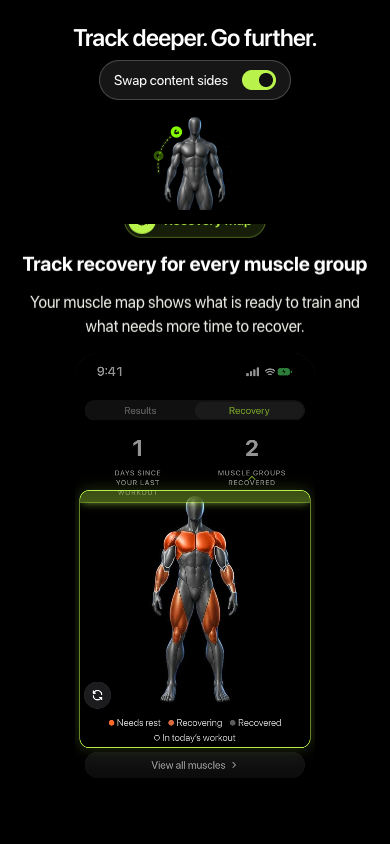 Track deeper. Go further.
Swap content sides
Recovery map
Track recovery for every muscle group
Your muscle map shows what is ready to train and
what needs more time to recover.
9:41
Results
Recovery
1
2
DAYS SINCE
YOUR LAST
WORKOUT
MUSCLE GROUPS
RECOVERED
Needs rest
Recovering
Recovered
In today's workout
View all muscles